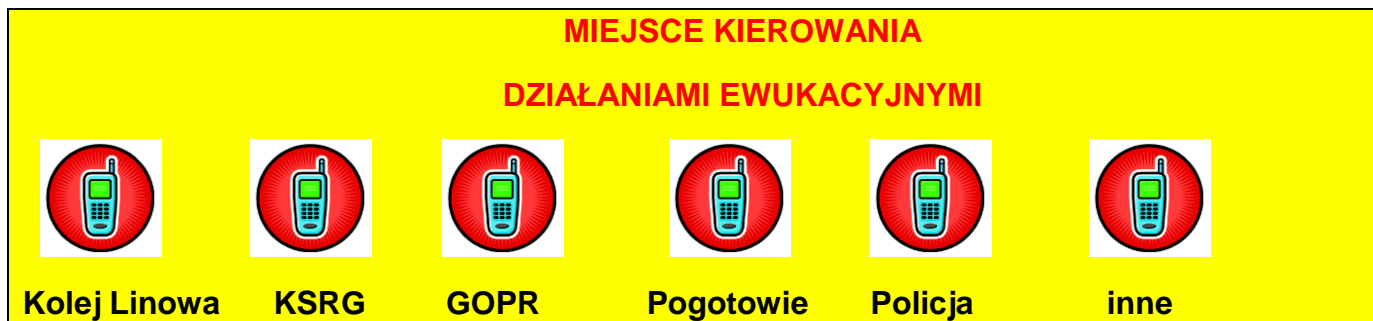 MIEJSCE KIEROWANIA
DZIAŁANIAMI EWUKACYJNYMI
Kolej Linowa KSRG GOPR Pogotowie Policja inne